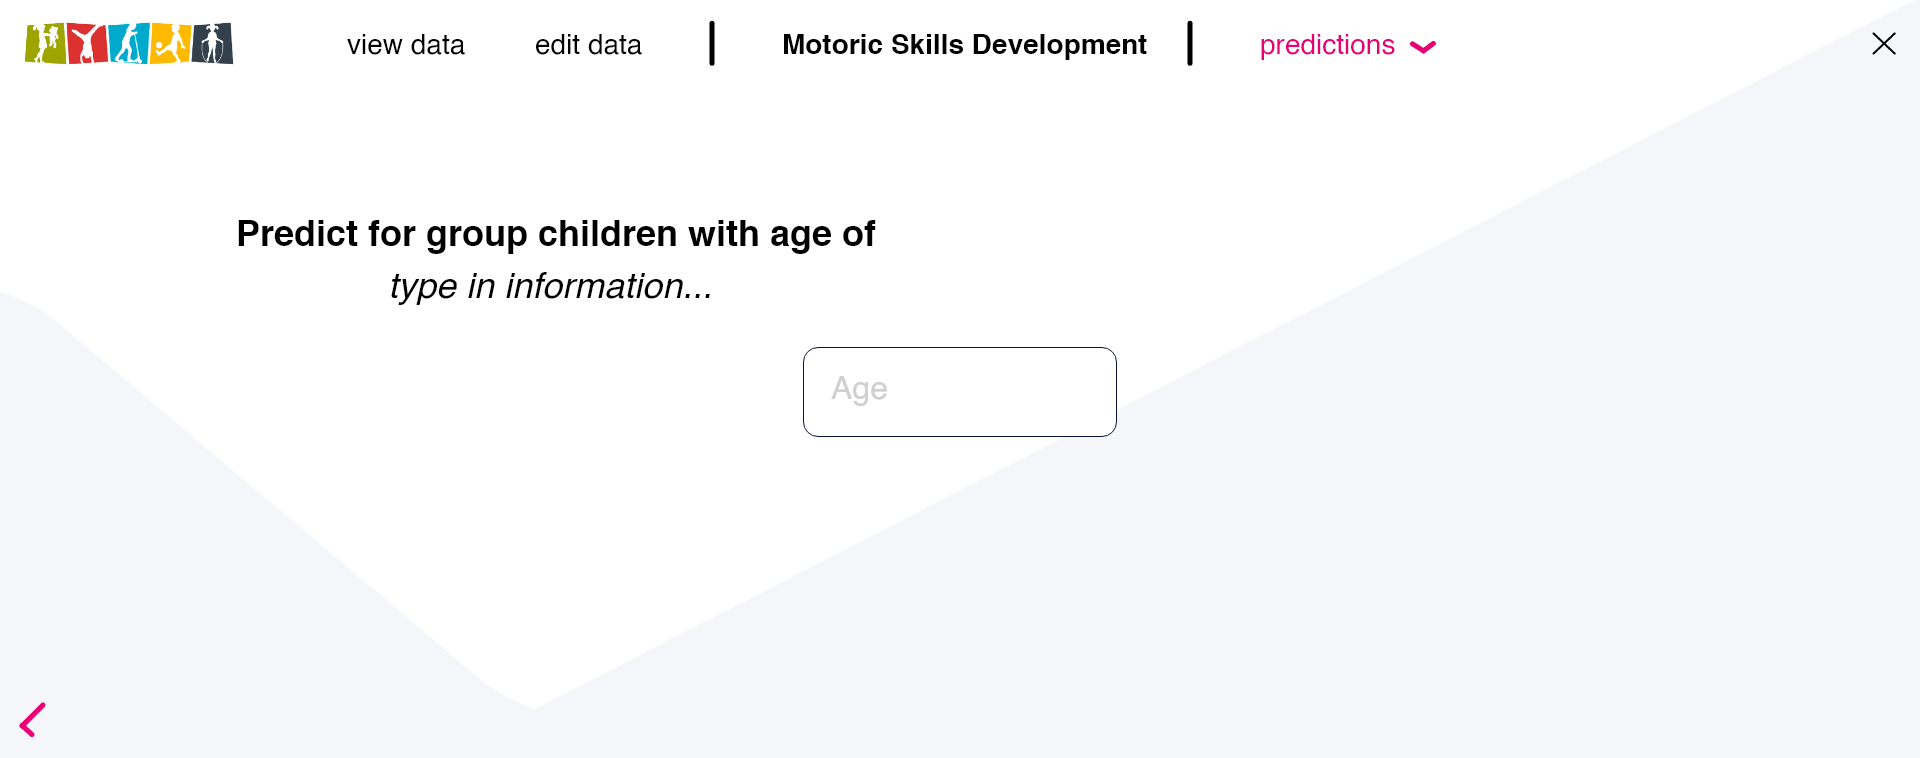 view data
edit data
Motoric Skills Development
predictions
Predict for group children with age of
type in information...
Age